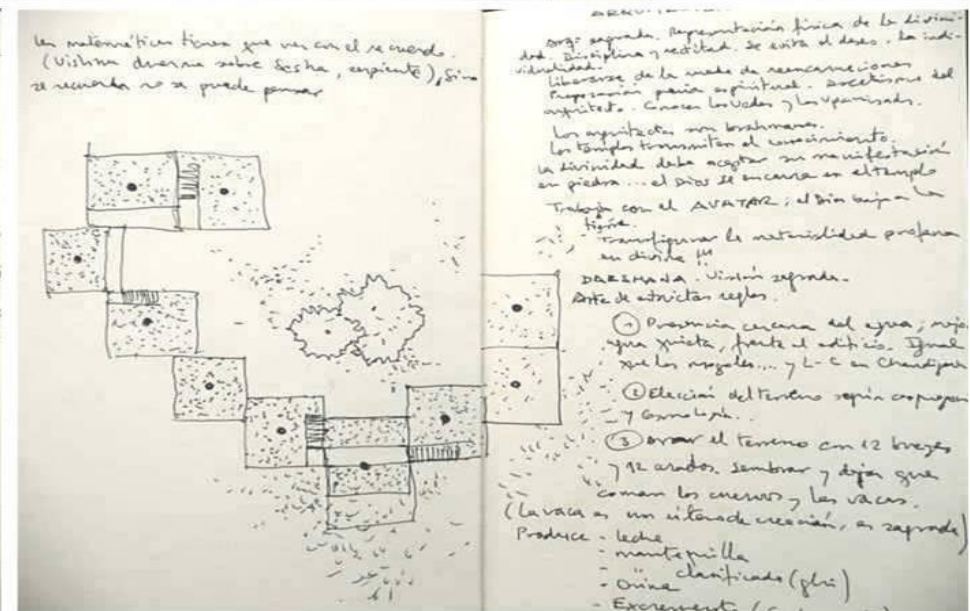 Las matemáticas tienen que ver con el recuerdo.
(Vishnu duerme sobre Sesha, serpiente), Si no
se recuerda no se puede pensar
ARQUITECTURA
sagrada. Representación física de la divini-
dad. Disciplina y rectitud. Se evita el deseo, la indi-
vidualidad.
Liberarse de la rueda de reencarnaciones
Preparación espiritual. Ascetismo del
arquitecto. Conocer los Vedas y los Upanisads.
Los arquitectos son brahmanes.
Los templos transmiten el conocimiento.
La divinidad debe aceptar su manifestación
en piedra... el Dios se encarna en el templo
Trabaja con el AVATAR; el Dios baja a la
tierra.
Transfigurar la materialidad profana
en divina !!!
DARSHANA. Visión sagrada.
Arte de estrictas reglas.
① Presencia cercana del agua; mejor
agua quieta, frente al edificio. Igual
que los mogoles... y L-C en Chandigarh
② Elección del terreno según
y cosmología.
③ Arar el terreno con 12 bueyes
y 12 arados. Sembrar y dejar que
coman los cuervos y las vacas.
(La vaca es un de creación, es sagrada)
Produce - leche
- mantequilla
- " clarificada (ghi)
- Orina
- Excremento